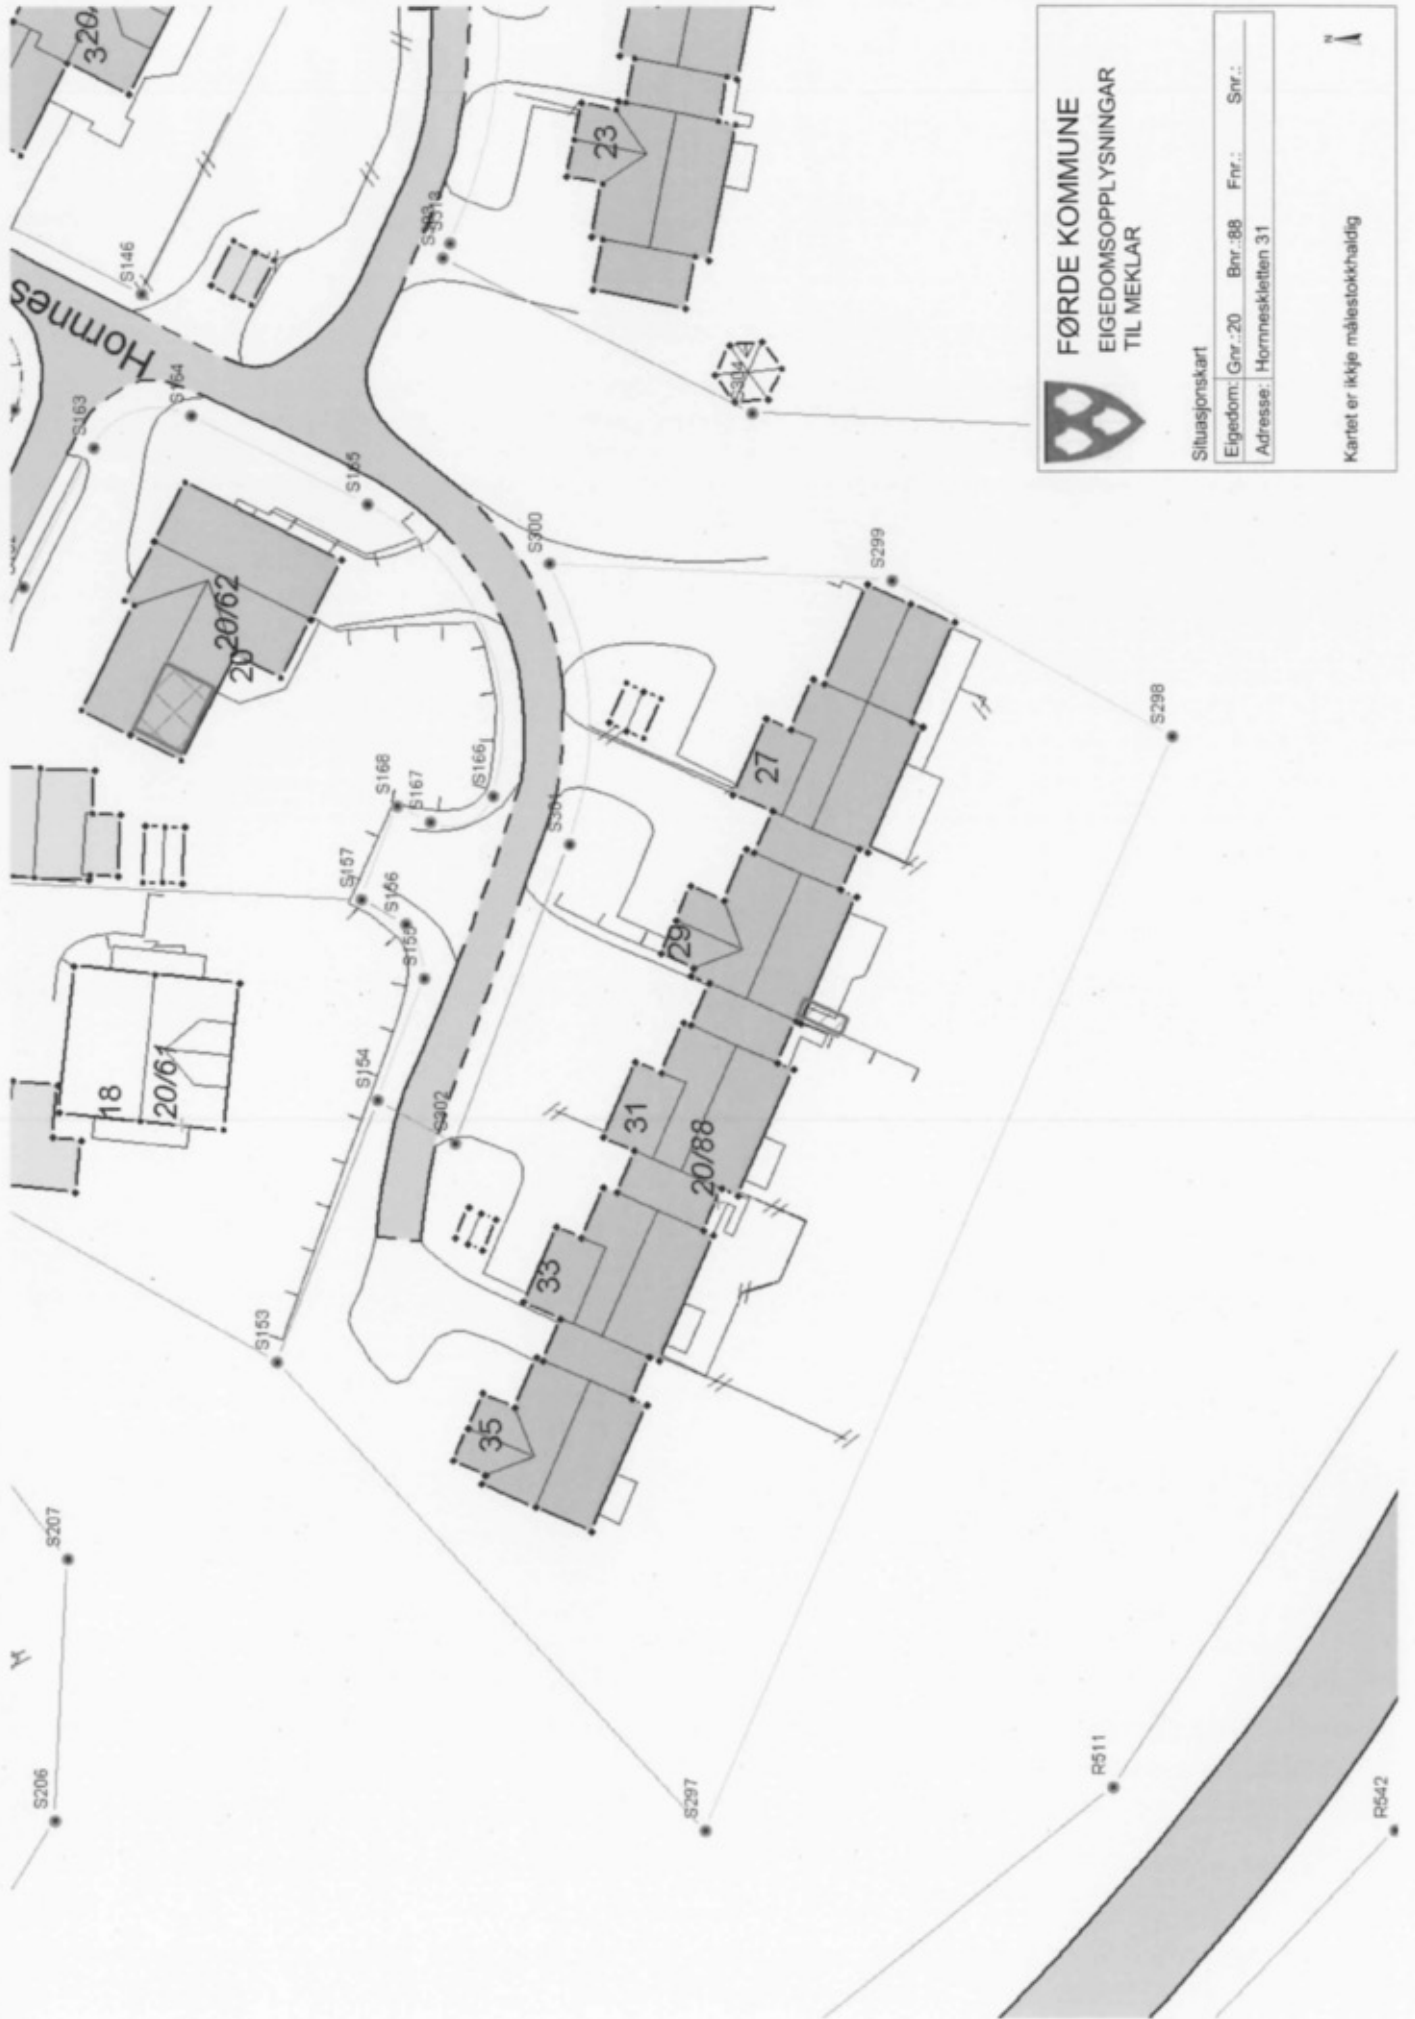 FØRDE KOMMUNE
EIGEDOMSOPPLYSNINGAR
TIL MEKLAR
Situasjonskart
Eigedom: Gnr.:20 Bnr.:88 Fnr.: Snr.:
Adresse: Hornneskletten 31
Kartet er ikkje målestokkhaldig
N
Hornnes
S146
S163
S164
S165
20/62
20
S168
S167
S166
S157
S156
S155
S154
S153
18
20/61
S207
S206
S300
S301
S302
S299
S298
S297
S304
23
27
29
31
20/88
33
35
R511
R542
3